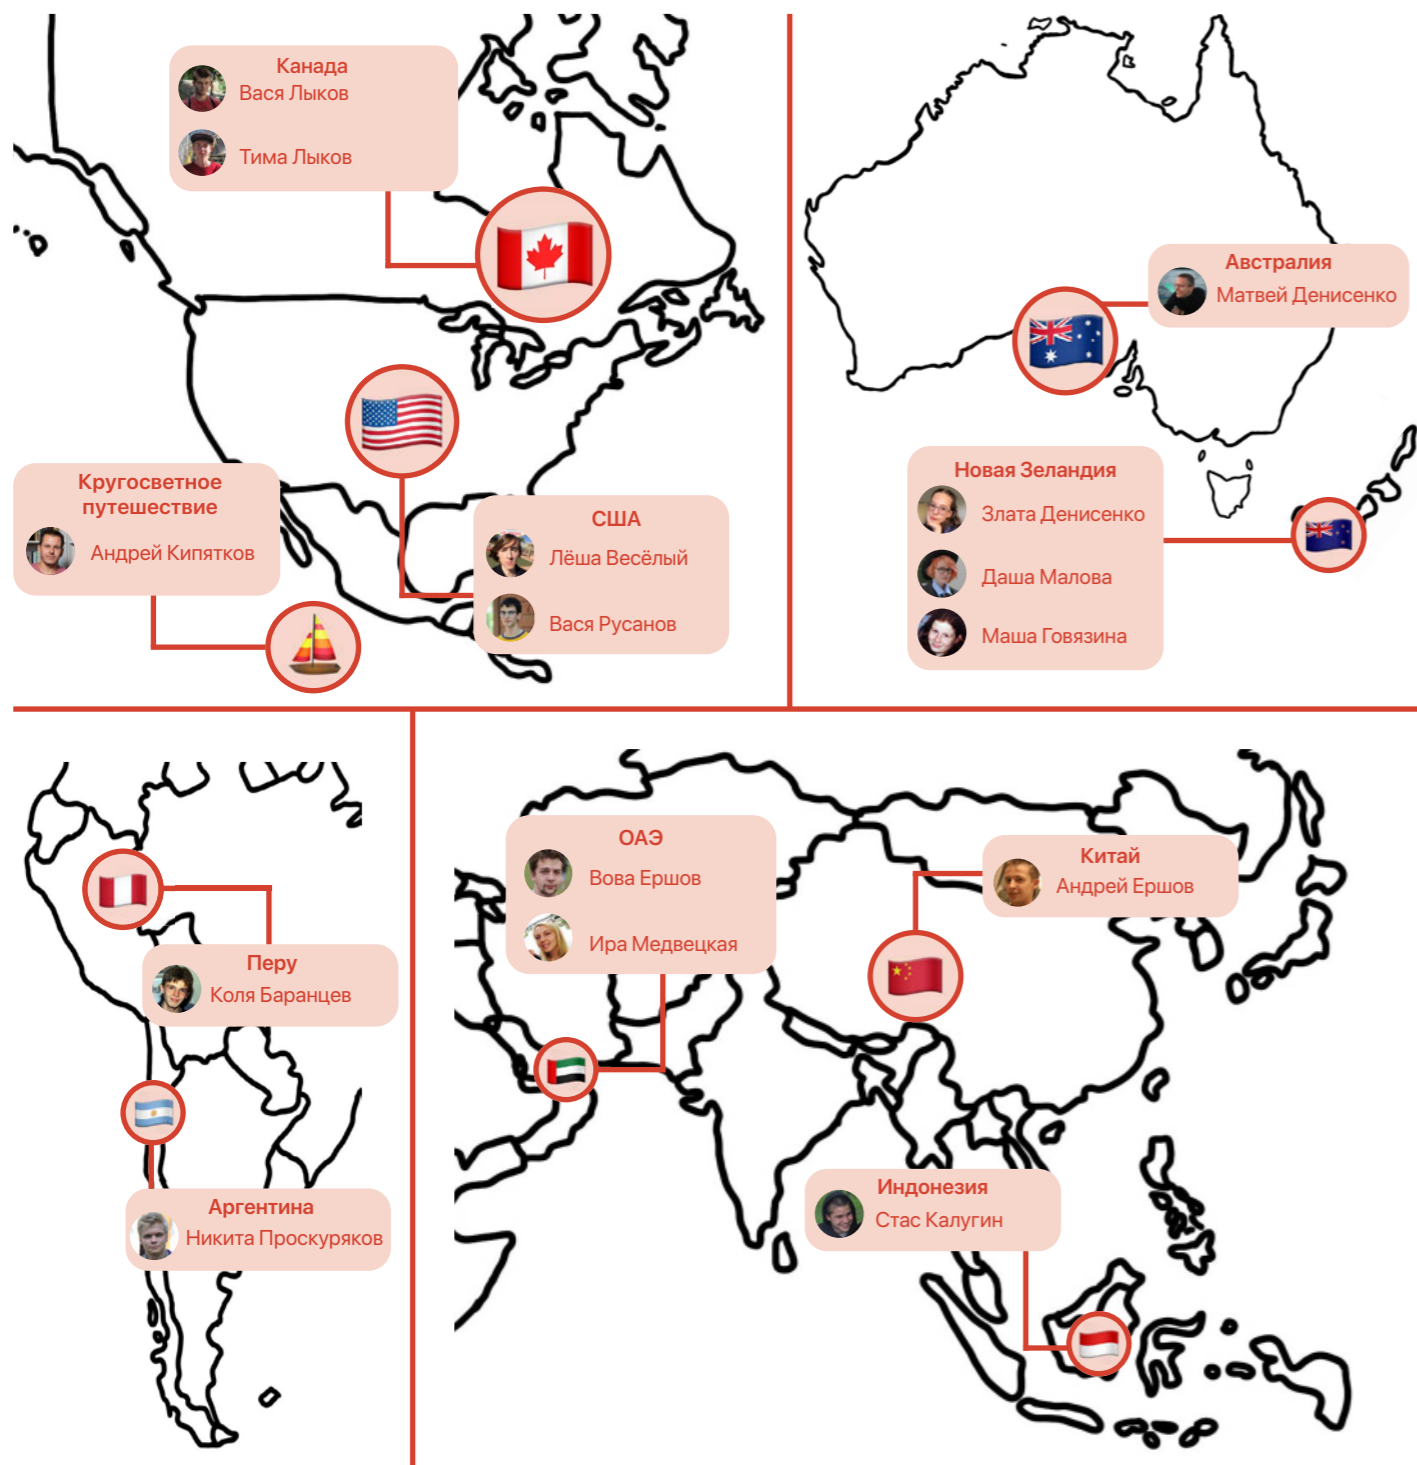 Канада
Вася Лыков
Тима Лыков
Кругосветное
путешествие
Андрей Кипятков
США
Лёша Весёлый
Вася Русанов
Австралия
Матвей Денисенко
Новая Зеландия
Злата Денисенко
Даша Малова
Маша Говязина
Перу
Коля Баранцев
Аргентина
Никита Проскуряков
ОАЭ
Вова Ершов
Ира Медвецкая
Китай
Андрей Ершов
Индонезия
Стас Калугин